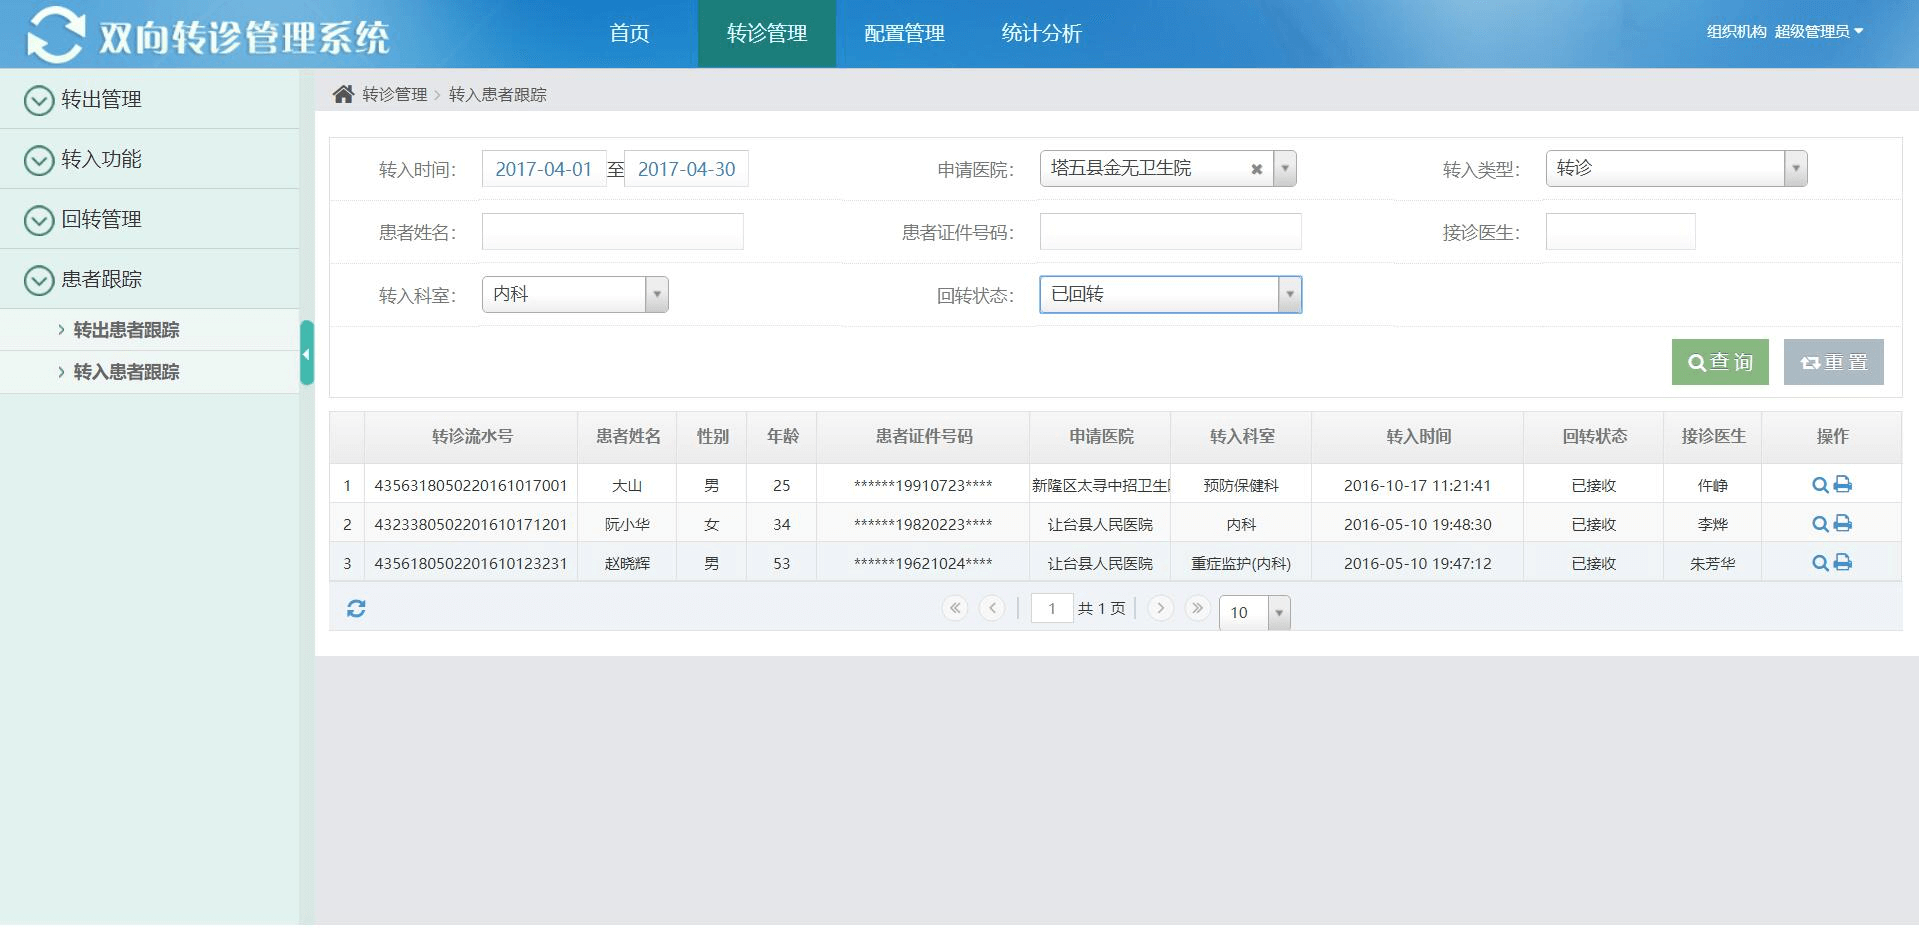 双向转诊管理系统
首页 转诊管理 配置管理 统计分析
组织机构 超级管理员
转出管理
转入功能
回转管理
患者跟踪
转出患者跟踪
转入患者跟踪
转诊管理 > 转入患者跟踪
转入时间: 2017-04-01 至 2017-04-30 申请医院: 塔五县金无卫生院 转入类型: 转诊
患者姓名: 患者证件号码: 接诊医生:
转入科室: 内科 回转状态: 已回转
查询 重置
转诊流水号 患者姓名 性别 年龄 患者证件号码 申请医院 转入科室 转入时间 回转状态 接诊医生 操作
1 4356318050220161017001 大山 男 25 ******19910723**** 新隆区太寻中招卫生 预防保健科 2016-10-17 11:21:41 已接收 仵峥
2 4323380502201610171201 阮小华 女 34 ******19820223**** 让台县人民医院 内科 2016-05-10 19:48:30 已接收 李烨
3 4356180502201610123231 赵晓辉 男 53 ******19621024**** 让台县人民医院 重症监护(内科) 2016-05-10 19:47:12 已接收 朱芳华
1 共 1 页 10